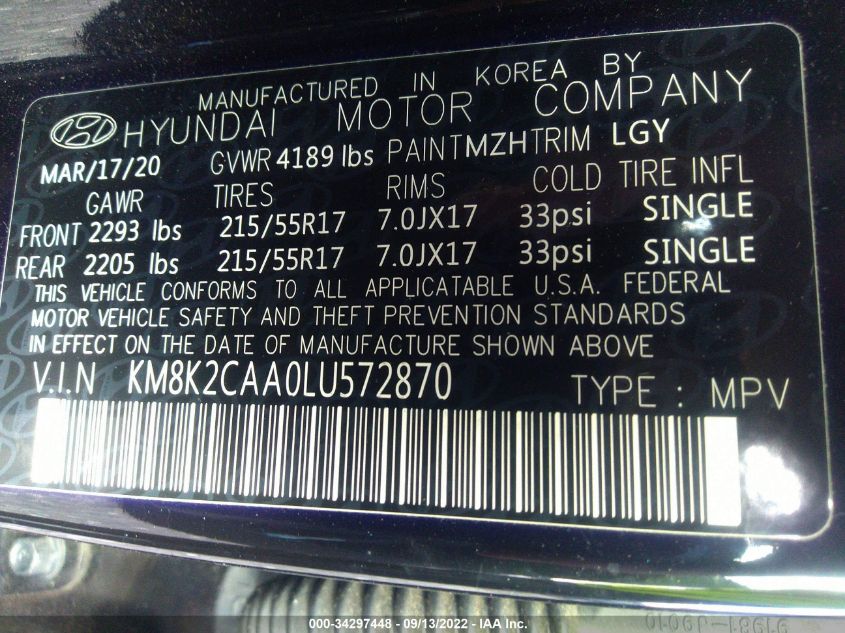 MANUFACTURED IN KOREA BY
HYUNDAI MOTOR COMPANY
MAR/17/20 GVWR 4189 lbs PAINT MZH TRIM LGY
GAWR TIRES RIMS COLD TIRE INFL
FRONT 2293 lbs 215/55R17 7.0JX17 33psi SINGLE
REAR 2205 lbs 215/55R17 7.0JX17 33psi SINGLE
THIS VEHICLE CONFORMS TO ALL APPLICATABLE U.S.A. FEDERAL
MOTOR VEHICLE SAFETY AND THEFT PREVENTION STANDARDS
IN EFFECT ON THE DATE OF MANUFACTURE SHOWN ABOVE
V.I.N KM8K2CAA0LU572870 TYPE : MPV
000-34297448 - 09/13/2022 - IAA Inc.